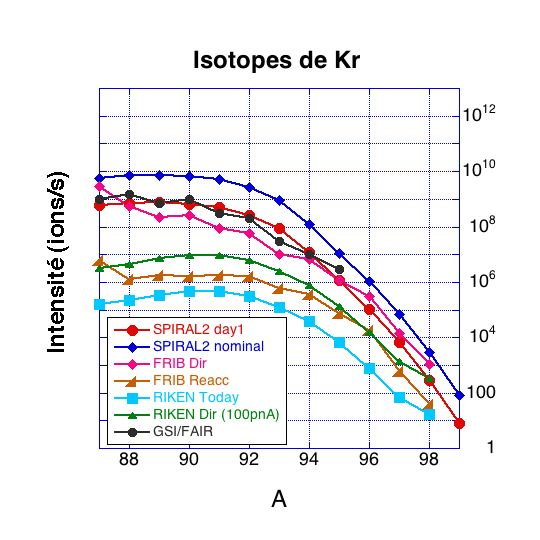 Isotopes de Kr
Intensité (ions/s)
10¹²
10¹⁰
10⁸
10⁶
10⁴
100
1
SPIRAL2 day1
SPIRAL2 nominal
FRIB Dir
FRIB Reacc
RIKEN Today
RIKEN Dir (100pnA)
GSI/FAIR
88 90 92 94 96 98
A